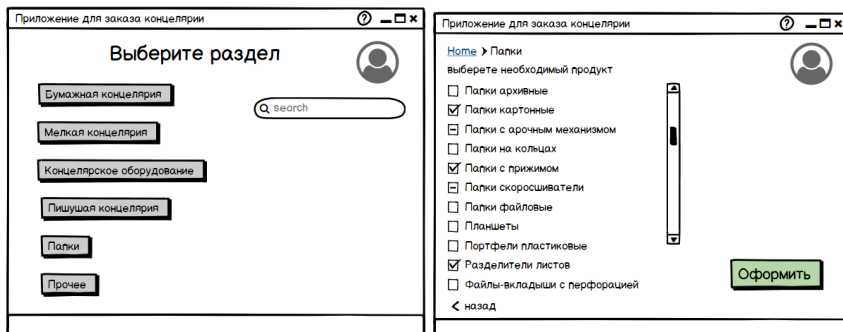 Приложение для заказа концелярии
Выберите раздел
Бумажная концелярия
search
Мелкая концелярия
Концелярское оборудование
Пишушая концелярия
Папки
Прочее
Приложение для заказа концелярии
Home > Папки
выберете необходимый продукт
Папки архивные
Папки картонные
Папки с арочным механизмом
Папки на кольцах
Папки с прижимом
Папки скоросшиватели
Папки файловые
Планшеты
Портфели пластиковые
Разделители листов
Файлы-вкладыши с перфорацией
Оформить
< назад